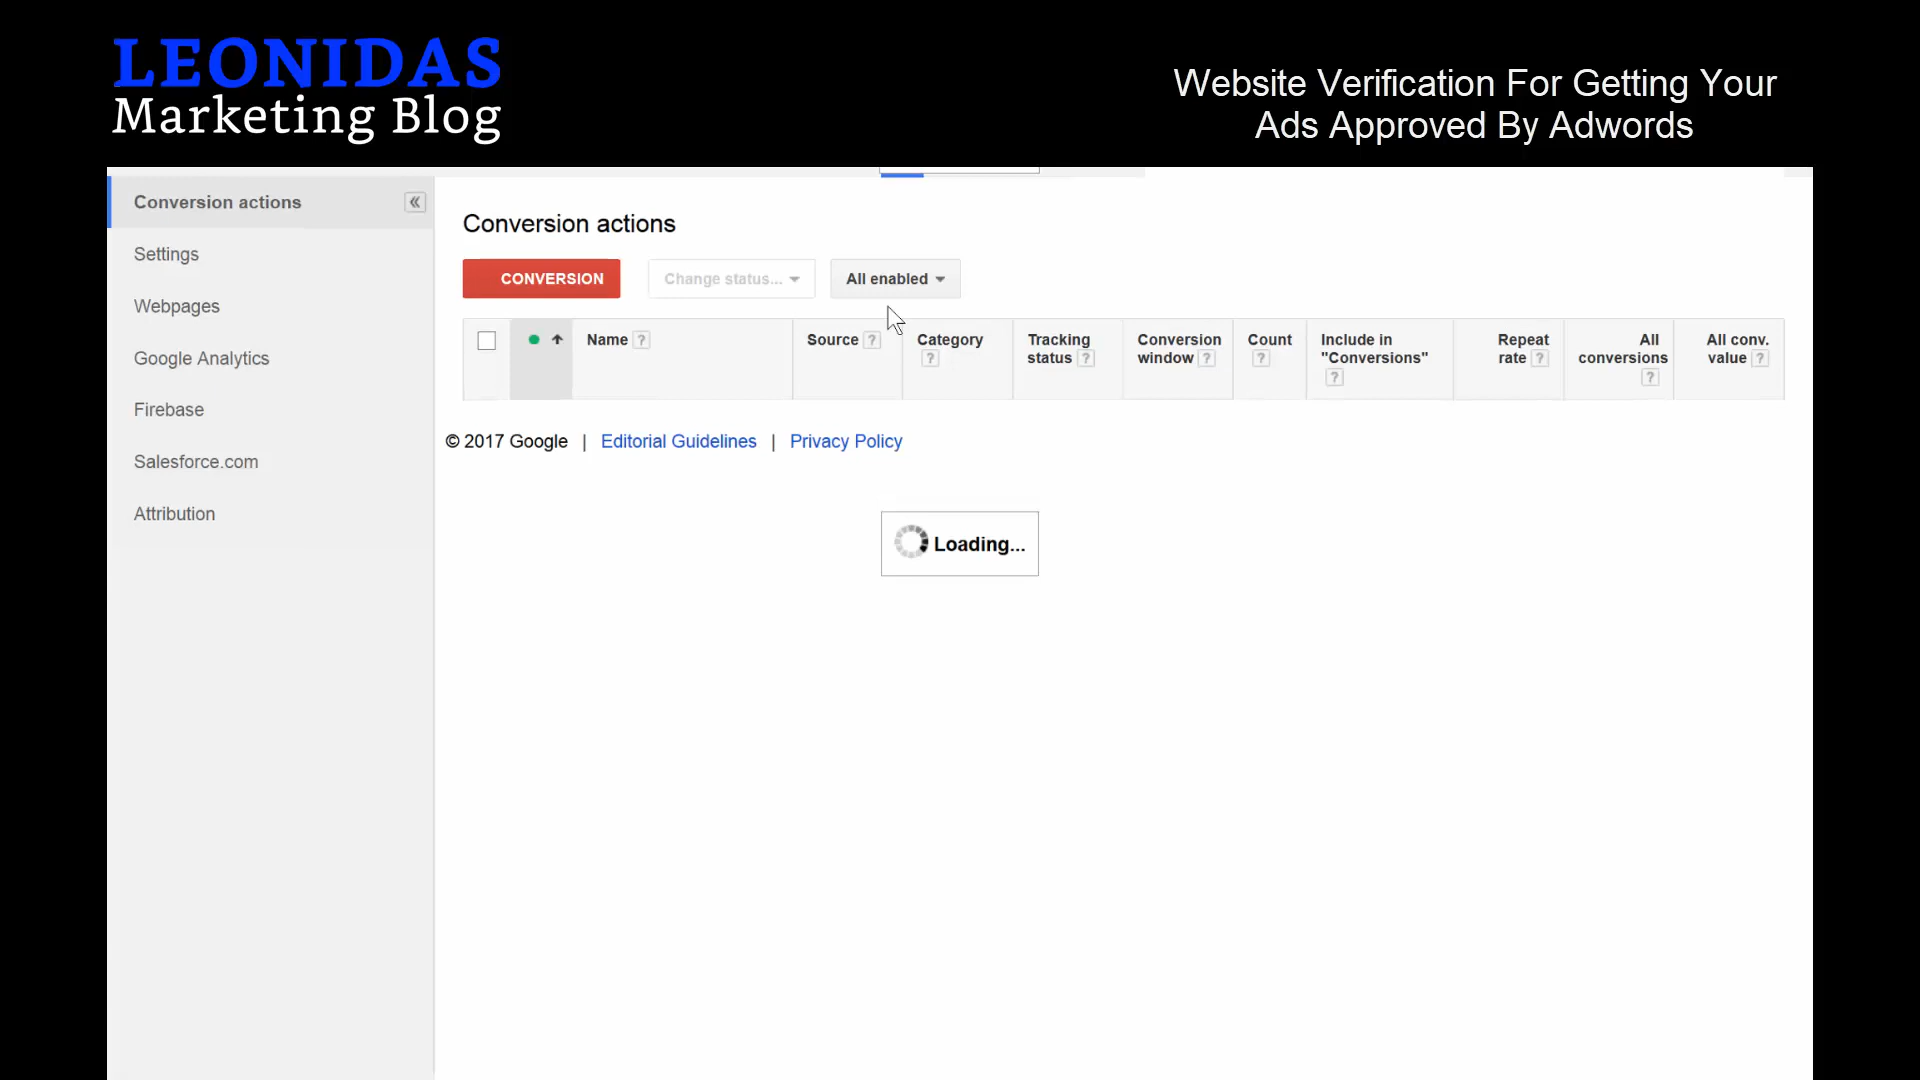 LEONIDAS
Marketing Blog
Website Verification For Getting Your
Ads Approved By Adwords
Conversion actions
Settings
Webpages
Google Analytics
Firebase
Salesforce.com
Attribution
Conversion actions
CONVERSION
Change status...
All enabled
Name ?
Source ?
Category
?
Tracking
status ?
Conversion
window ?
Count
?
Include in
"Conversions"
?
Repeat
rate ?
All
conversions
?
All conv.
value ?
© 2017 Google | Editorial Guidelines | Privacy Policy
Loading...